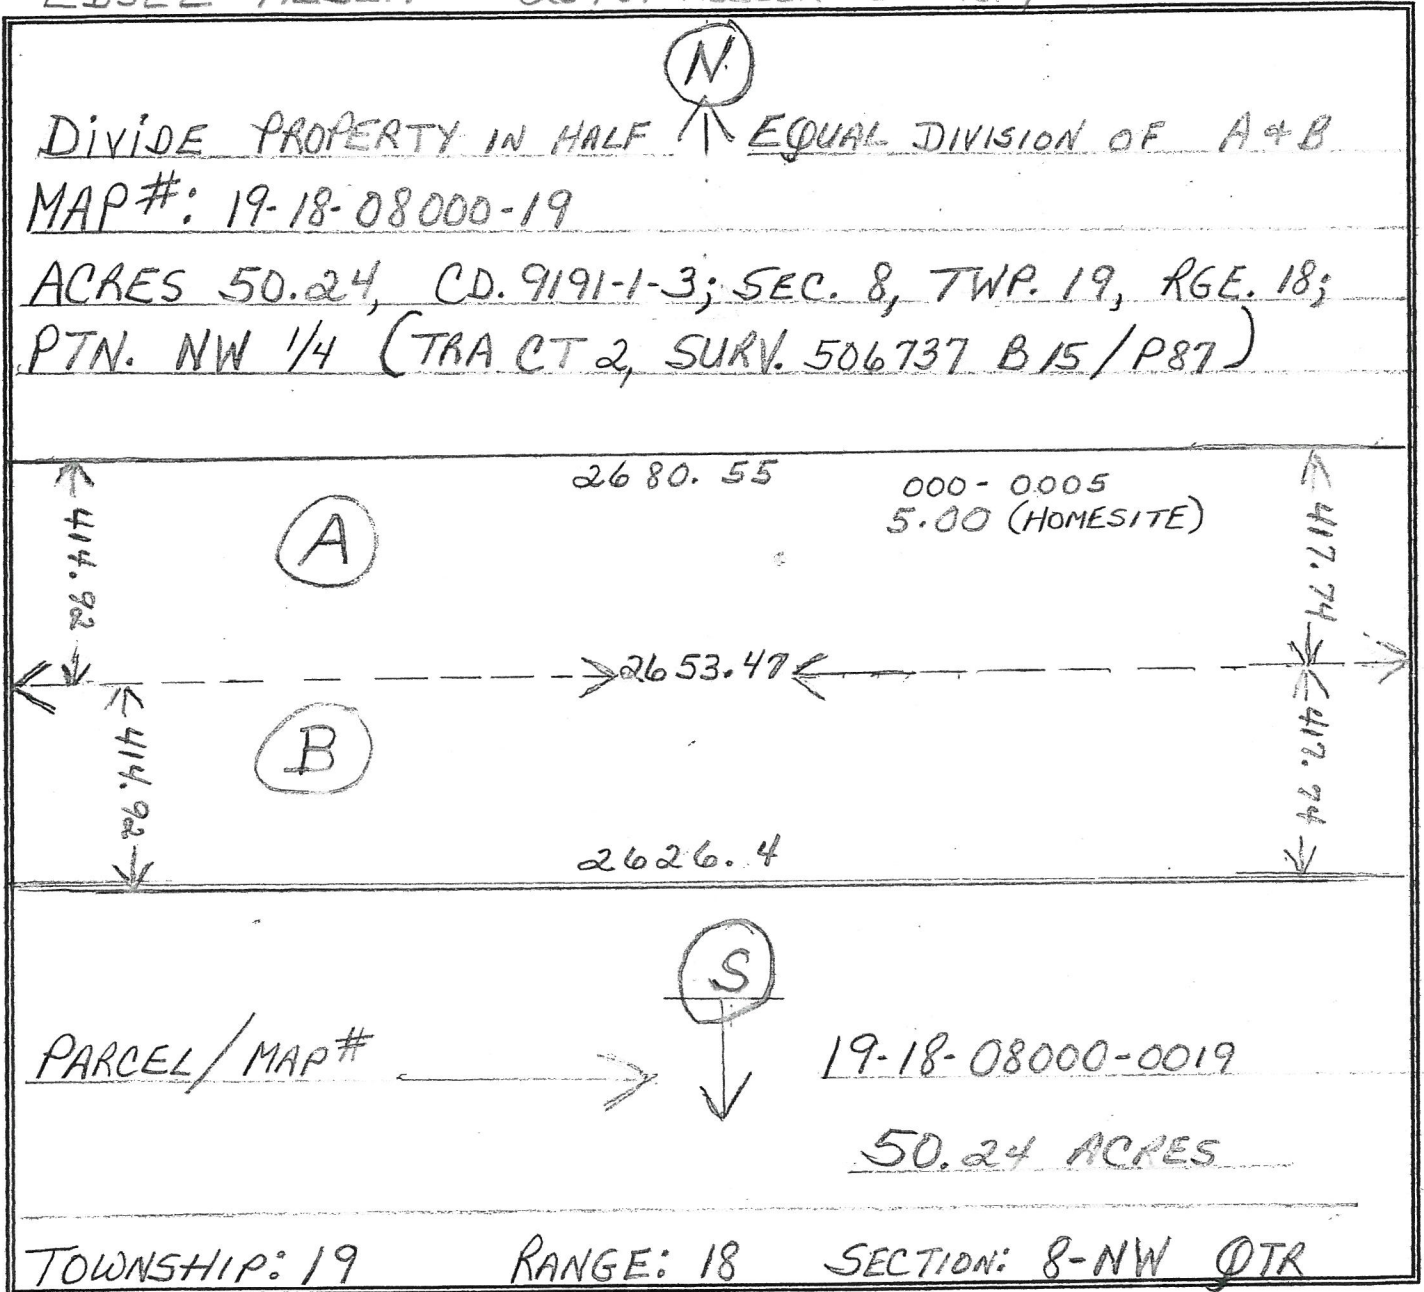 N
DiViDE PROPERTY IN HALF EQUAL DIVISION OF A & B
MAP#: 19-18-08000-19
ACRES 50.24, CD. 9191-1-3; SEC. 8, TWP. 19, RGE. 18;
PTN. NW 1/4 (TRACT 2, SURV. 506737 B15/P87)
2680.55
000-0005
5.00 (HOMESITE)
A
414.92
417.74
2653.47
B
414.92
417.74
2626.4
S
PARCEL/MAP# 19-18-08000-0019
50.24 ACRES
TOWNSHIP: 19 RANGE: 18 SECTION: 8-NW QTR